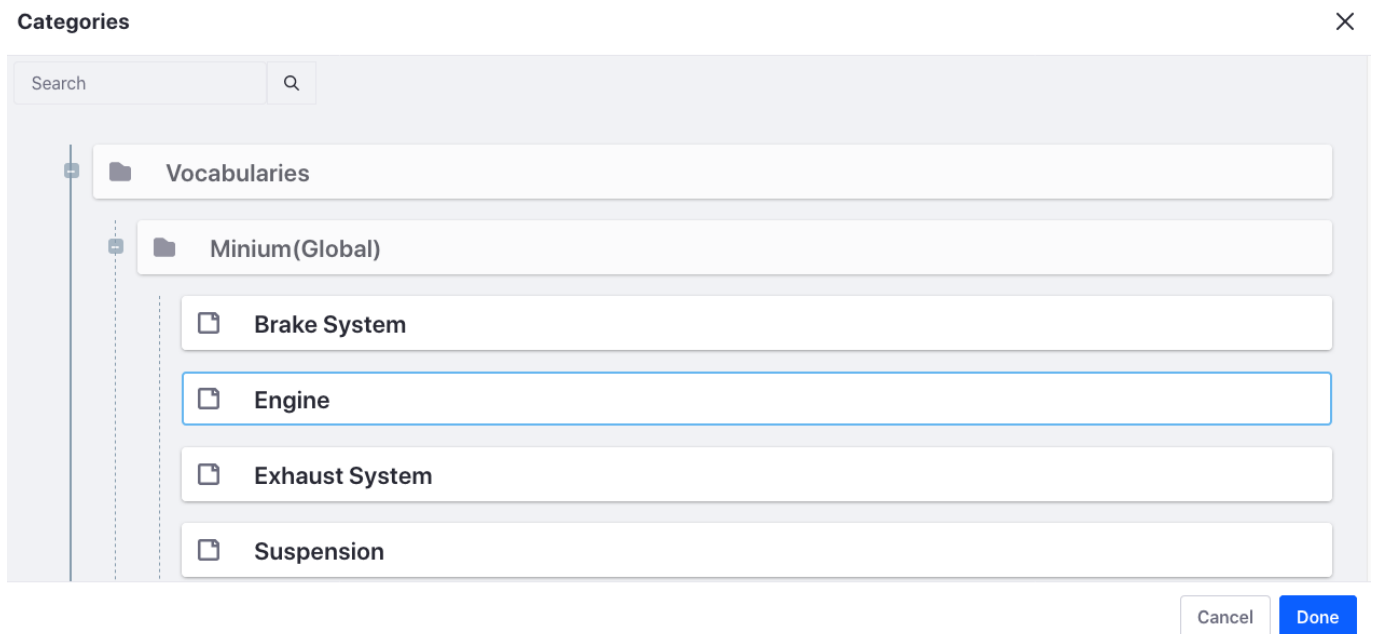 Categories
Search
Vocabularies
Minium(Global)
Brake System
Engine
Exhaust System
Suspension
Cancel Done